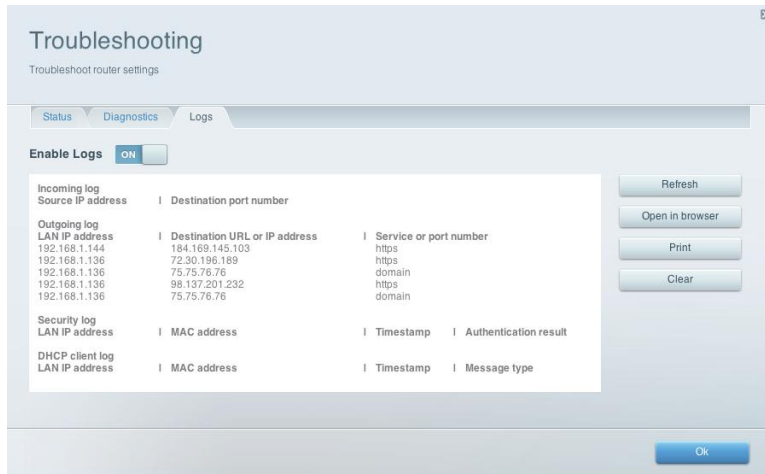 Troubleshooting
Troubleshoot router settings
Status Diagnostics Logs
Enable Logs ON
Refresh
Open in browser
Print
Clear
Incoming log
Source IP address | Destination port number
Outgoing log
LAN IP address | Destination URL or IP address | Service or port number
192.168.1.144 184.169.145.103 https
192.168.1.136 72.30.196.189 https
192.168.1.136 75.75.76.76 domain
192.168.1.136 98.137.201.232 https
192.168.1.136 75.75.76.76 domain
Security log
LAN IP address | MAC address | Timestamp | Authentication result
DHCP client log
LAN IP address | MAC address | Timestamp | Message type
Ok